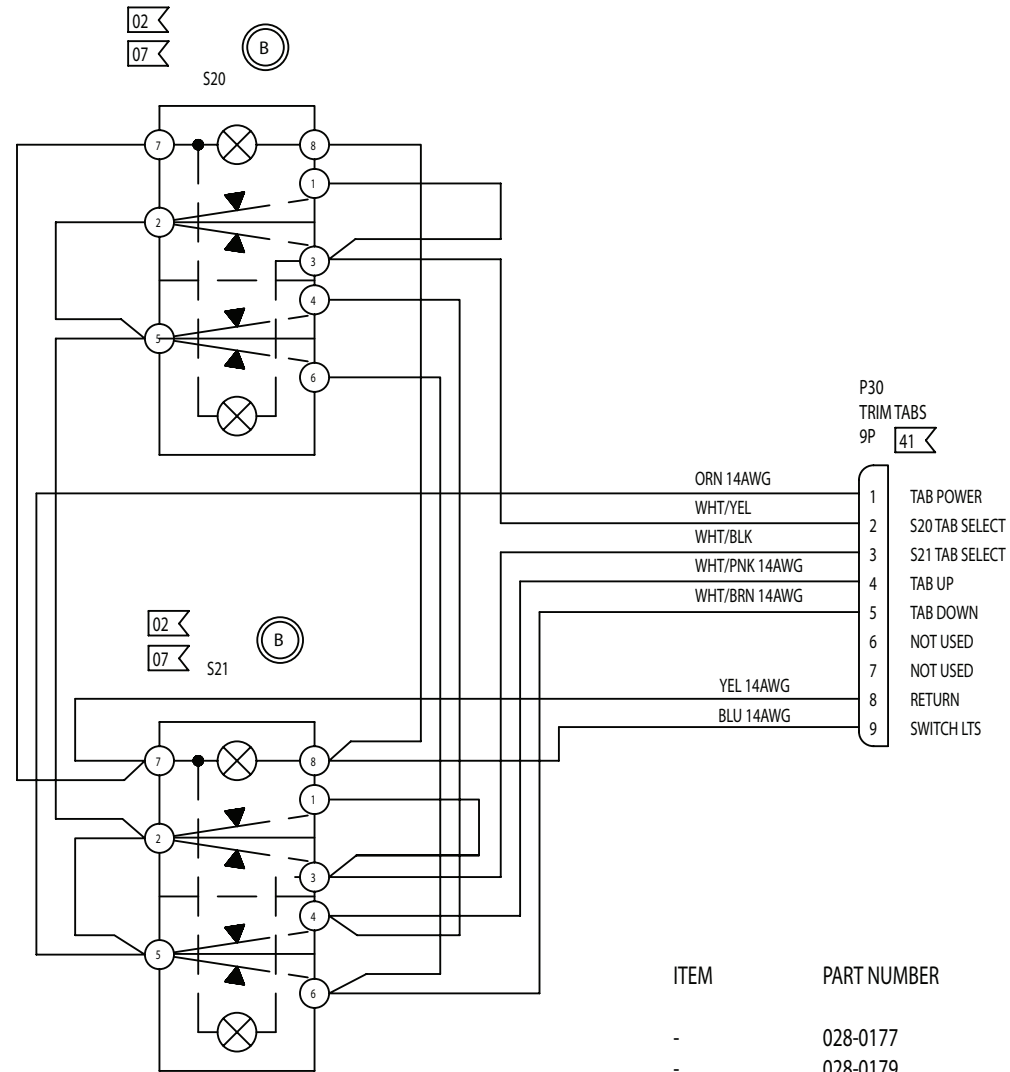 02
07
B
S20
7
8
1
2
3
4
5
6
P30
TRIM TABS
9P 41
ORN 14AWG 1 TAB POWER
WHT/YEL 2 S20 TAB SELECT
WHT/BLK 3 S21 TAB SELECT
WHT/PNK 14AWG 4 TAB UP
WHT/BRN 14AWG 5 TAB DOWN
6 NOT USED
7 NOT USED
YEL 14AWG 8 RETURN
BLU 14AWG 9 SWITCH LTS
02
07
B
S21
7
8
1
2
3
4
5
6
ITEM PART NUMBER
- 028-0177
- 028-0179